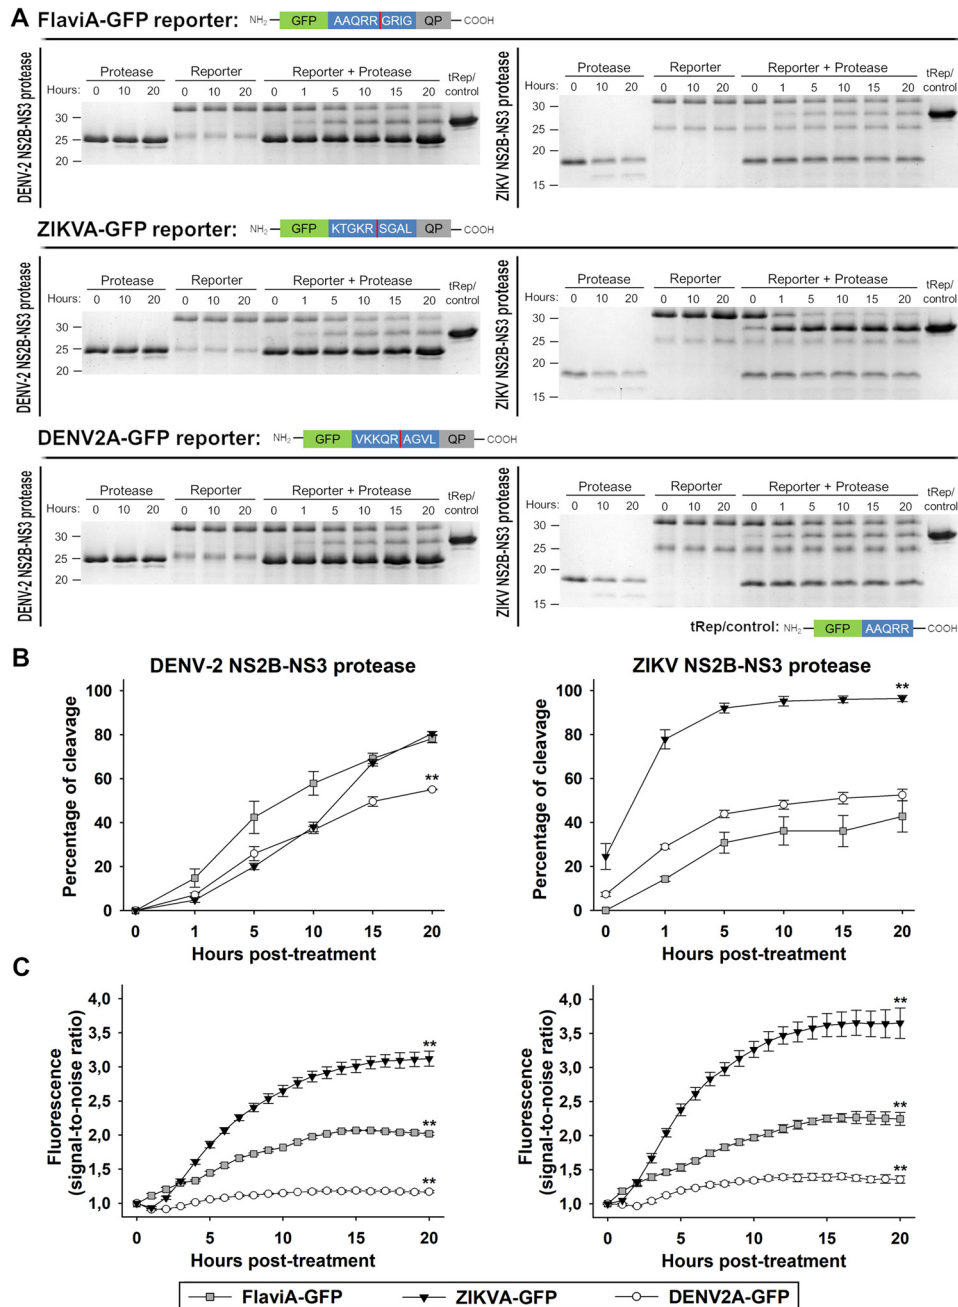 A FlaviA-GFP reporter: NH2 GFP AAQRR GRIG QP COOH
DENV-2 NS2B-NS3 protease
Protease Reporter Reporter + Protease tRep/control
Hours: 0 10 20 0 10 20 0 1 5 10 15 20
30
25
20
ZIKV NS2B-NS3 protease
Protease Reporter Reporter + Protease tRep/control
Hours: 0 10 20 0 10 20 0 1 5 10 15 20
30
25
20
15
ZIKVA-GFP reporter: NH2 GFP KTGKR SGAL QP COOH
DENV-2 NS2B-NS3 protease
Protease Reporter Reporter + Protease tRep/control
Hours: 0 10 20 0 10 20 0 1 5 10 15 20
30
25
20
ZIKV NS2B-NS3 protease
Protease Reporter Reporter + Protease tRep/control
Hours: 0 10 20 0 10 20 0 1 5 10 15 20
30
25
20
15
DENV2A-GFP reporter: NH2 GFP VKKQR AGVL QP COOH
DENV-2 NS2B-NS3 protease
Protease Reporter Reporter + Protease tRep/control
Hours: 0 10 20 0 10 20 0 1 5 10 15 20
30
25
20
ZIKV NS2B-NS3 protease
Protease Reporter Reporter + Protease tRep/control
Hours: 0 10 20 0 10 20 0 1 5 10 15 20
30
25
20
15
tRep/control: NH2 GFP AAQRR COOH
B
DENV-2 NS2B-NS3 protease
Percentage of cleavage
100
80
60
40
20
0
**
0 1 5 10 15 20
Hours post-treatment
ZIKV NS2B-NS3 protease
Percentage of cleavage
100
80
60
40
20
0
**
0 1 5 10 15 20
Hours post-treatment
C
Fluorescence
(signal-to-noise ratio)
4,0
3,5
3,0
2,5
2,0
1,5
1,0
**
**
**
0 5 10 15 20
Hours post-treatment
Fluorescence
(signal-to-noise ratio)
4,0
3,5
3,0
2,5
2,0
1,5
1,0
**
**
**
0 5 10 15 20
Hours post-treatment
FlaviA-GFP ZIKVA-GFP DENV2A-GFP